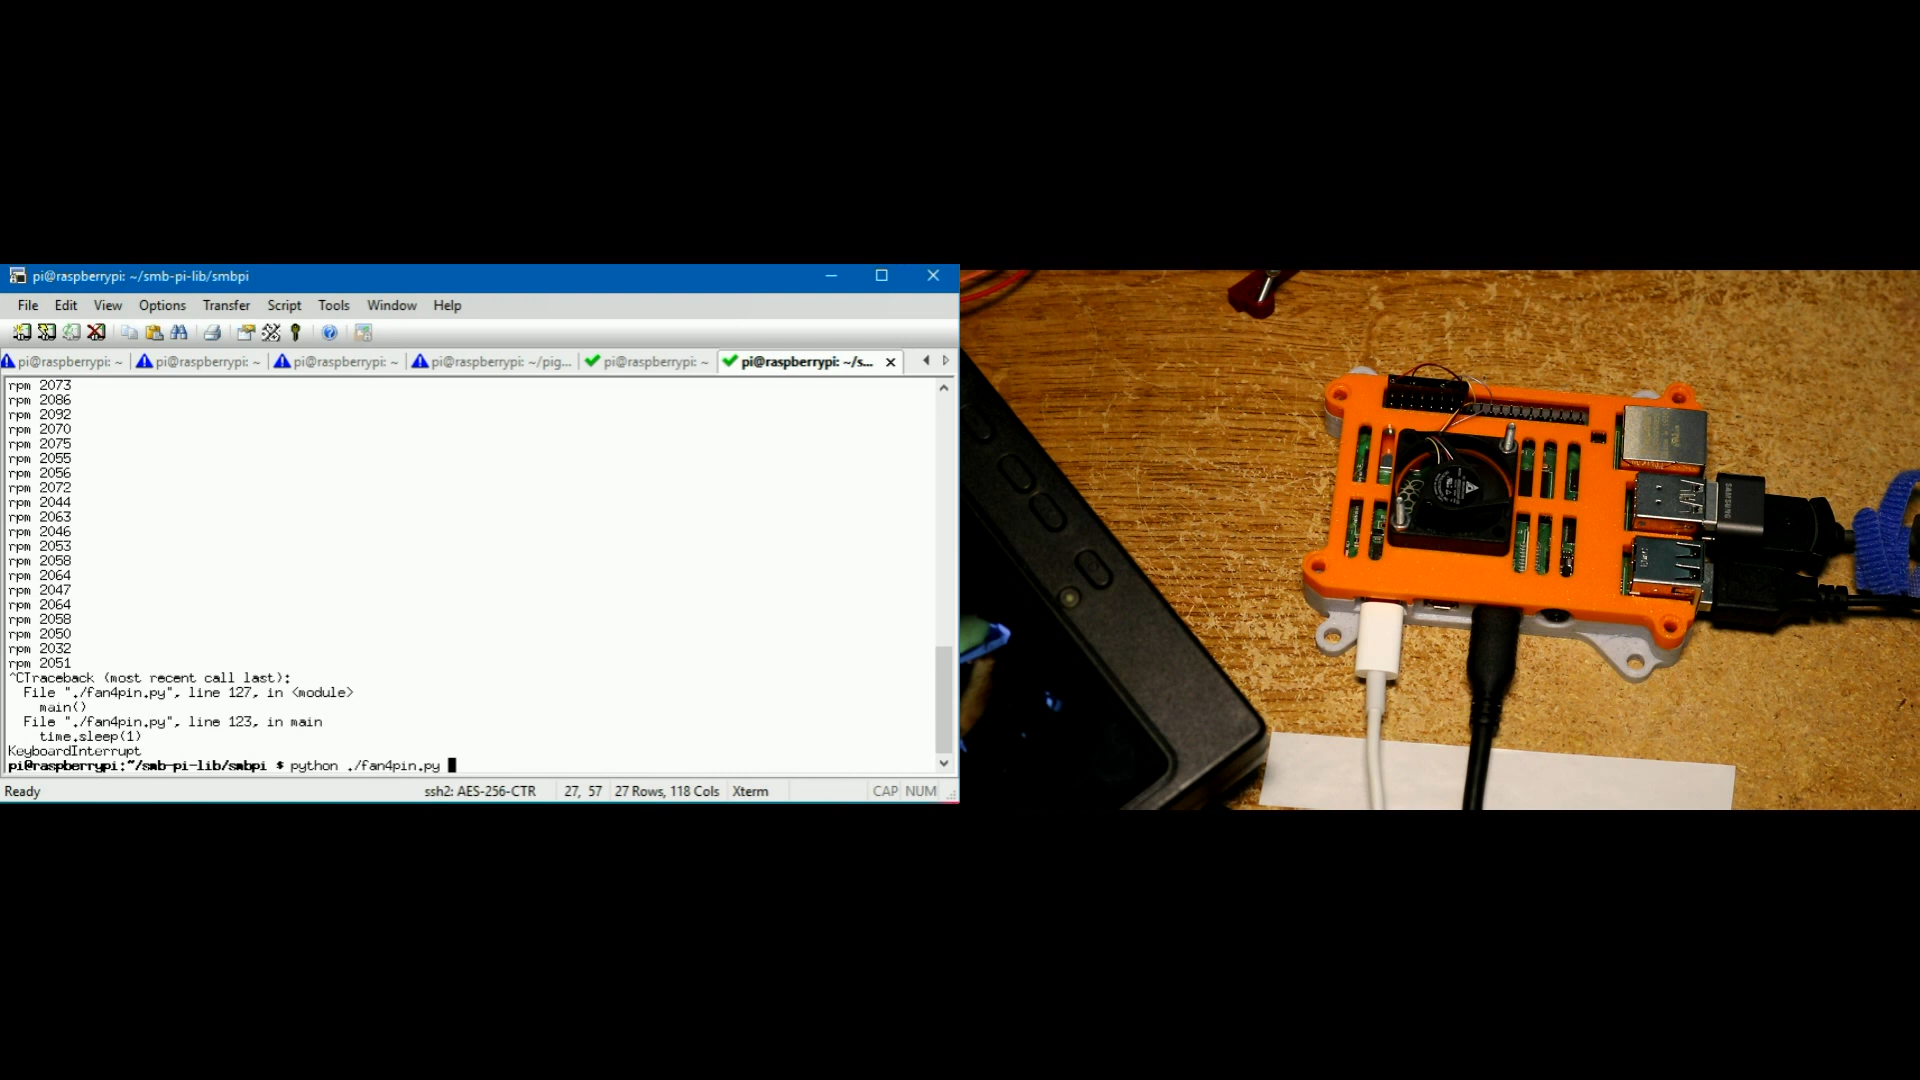 pi@raspberrypi: ~/smb-pi-lib/smbpi
File Edit View Options Transfer Script Tools Window Help
pi@raspberrypi: ~ pi@raspberrypi: ~ pi@raspberrypi: ~ pi@raspberrypi: ~/pig... pi@raspberrypi: ~ pi@raspberrypi: ~/s...
rpm 2073
rpm 2086
rpm 2092
rpm 2070
rpm 2075
rpm 2055
rpm 2056
rpm 2072
rpm 2044
rpm 2063
rpm 2046
rpm 2053
rpm 2058
rpm 2064
rpm 2047
rpm 2064
rpm 2058
rpm 2050
rpm 2032
rpm 2051
^CTraceback (most recent call last):
File "./fan4pin.py", line 127, in <module>
main()
File "./fan4pin.py", line 123, in main
time.sleep(1)
KeyboardInterrupt
pi@raspberrypi:~/smb-pi-lib/smbpi $ python ./fan4pin.py
Ready ssh2: AES-256-CTR 27, 57 27 Rows, 118 Cols Xterm CAP NUM
SAMSUNG